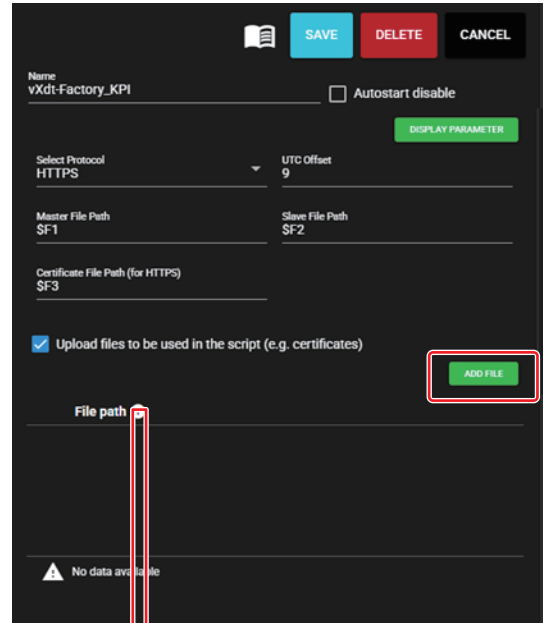 SAVE DELETE CANCEL
Name
vXdt-Factory_KPI
Autostart disable
DISPLAY PARAMETER
Select Protocol UTC Offset
HTTPS 9
Master File Path Slave File Path
$F1 $F2
Certificate File Path (for HTTPS)
$F3
Upload files to be used in the script (e.g. certificates)
ADD FILE
File path
No data available